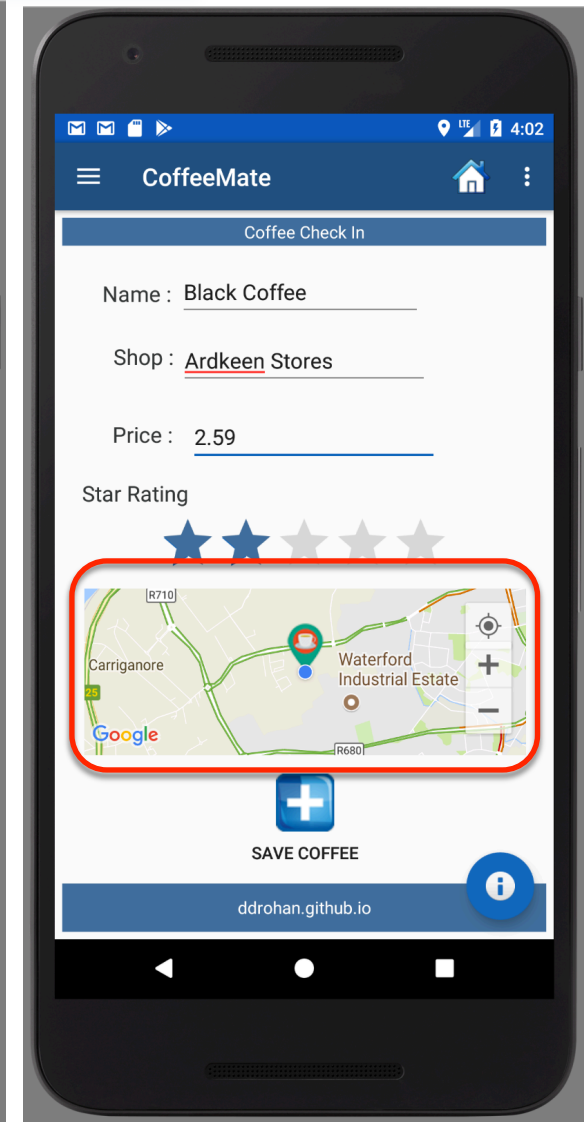 LTE 4:02
CoffeeMate
Coffee Check In
Name : Black Coffee
Shop : Ardkeen Stores
Price : 2.59
Star Rating
R710
Carriganore
Waterford
Industrial Estate
25
Google
R680
SAVE COFFEE
ddrohan.github.io